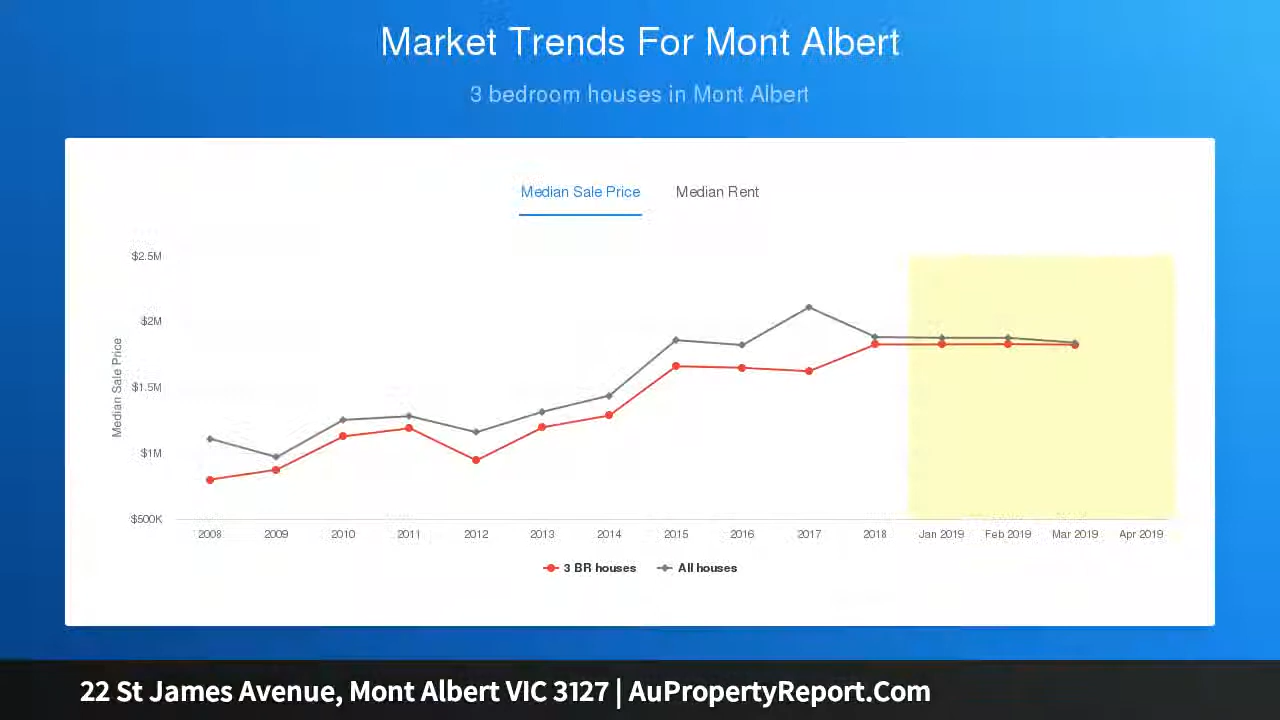 Market Trends For Mont Albert
3 bedroom houses in Mont Albert
Median Sale Price Median Rent
$2.5M
$2M
$1.5M
$1M
$500K
Median Sale Price
2008 2009 2010 2011 2012 2013 2014 2015 2016 2017 2018 Jan 2019 Feb 2019 Mar 2019 Apr 2019
3 BR houses All houses
22 St James Avenue, Mont Albert VIC 3127 | AuPropertyReport.Com